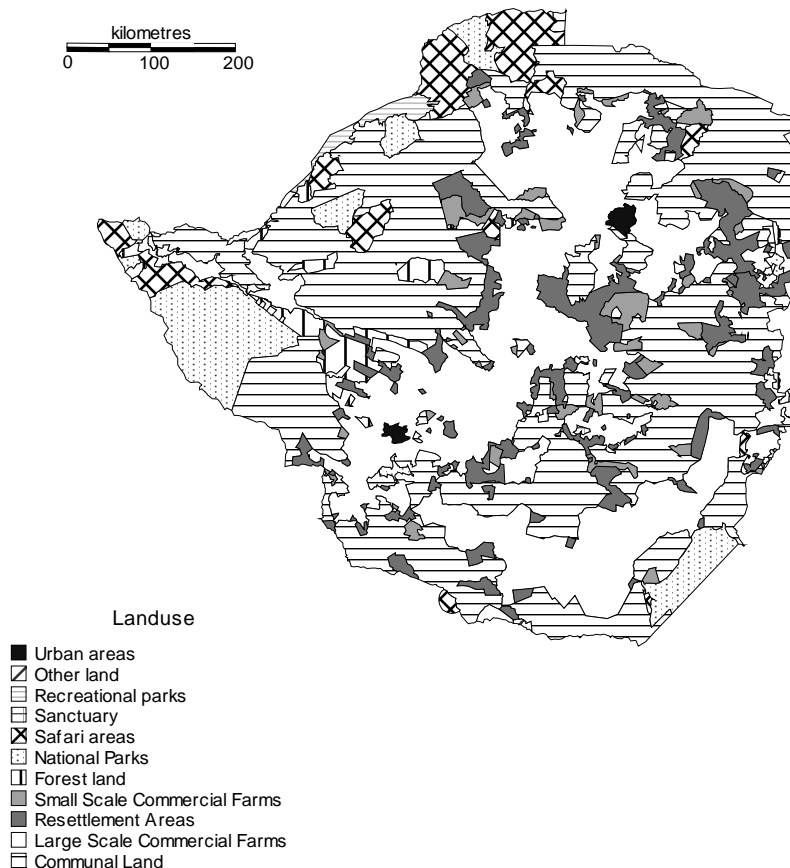 kilometres
0 100 200
Landuse
Urban areas
Other land
Recreational parks
Sanctuary
Safari areas
National Parks
Forest land
Small Scale Commercial Farms
Resettlement Areas
Large Scale Commercial Farms
Communal Land